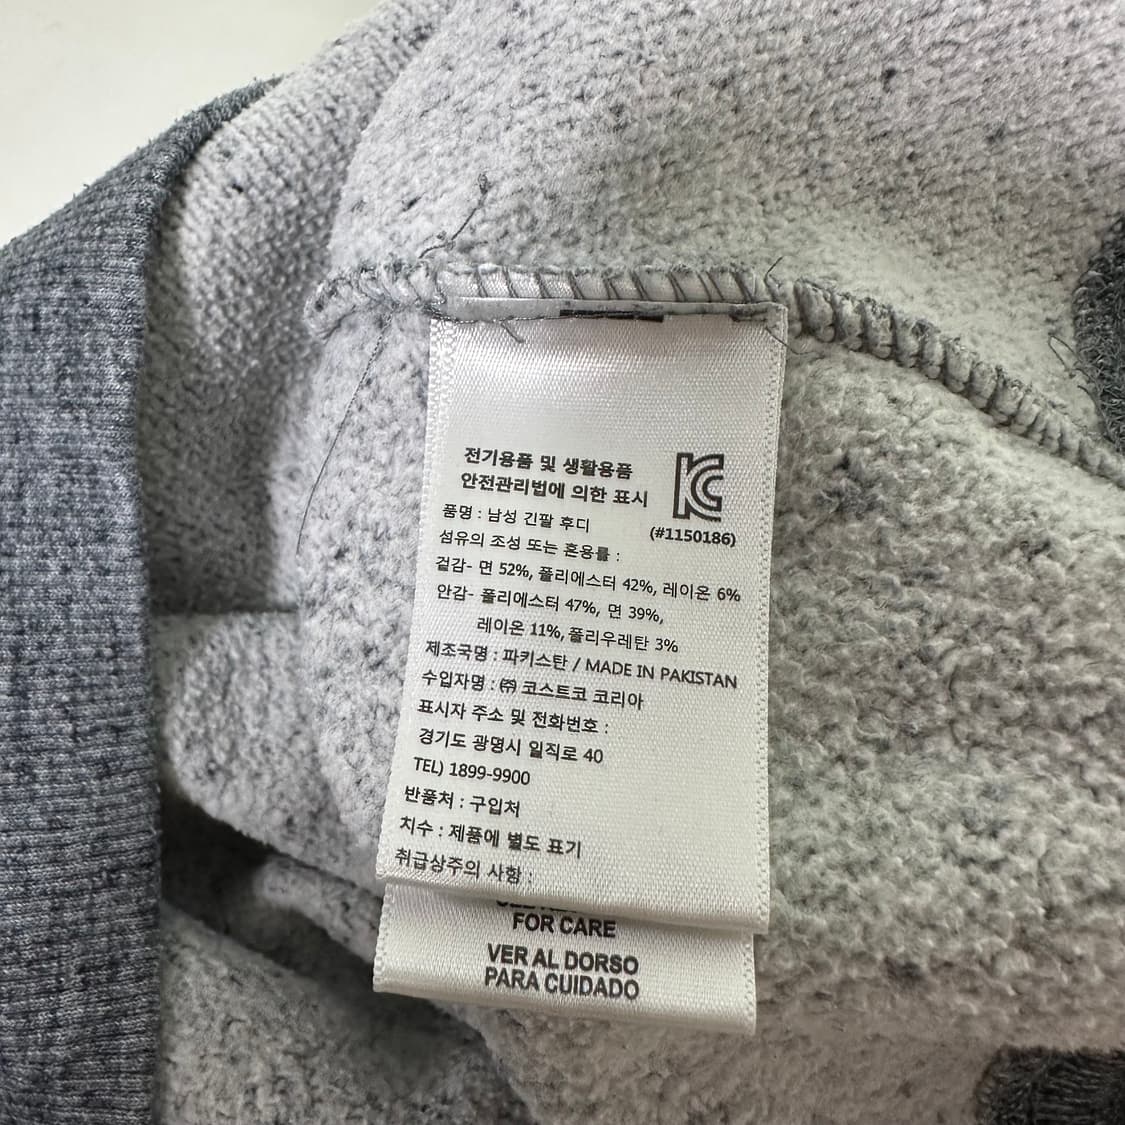 전기용품 및 생활용품
안전관리법에 의한 표시
KC
(#1150186)
품명 : 남성 긴팔 후디
섬유의 조성 또는 혼용률 :
겉감- 면 52%, 폴리에스터 42%, 레이온 6%
안감- 폴리에스터 47%, 면 39%,
레이온 11%, 폴리우레탄 3%
제조국명 : 파키스탄 / MADE IN PAKISTAN
수입자명 : ㈜ 코스트코 코리아
표시자 주소 및 전화번호 :
경기도 광명시 일직로 40
TEL) 1899-9900
반품처 : 구입처
치수 : 제품에 별도 표기
취급상주의 사항 :
FOR CARE
VER AL DORSO
PARA CUIDADO